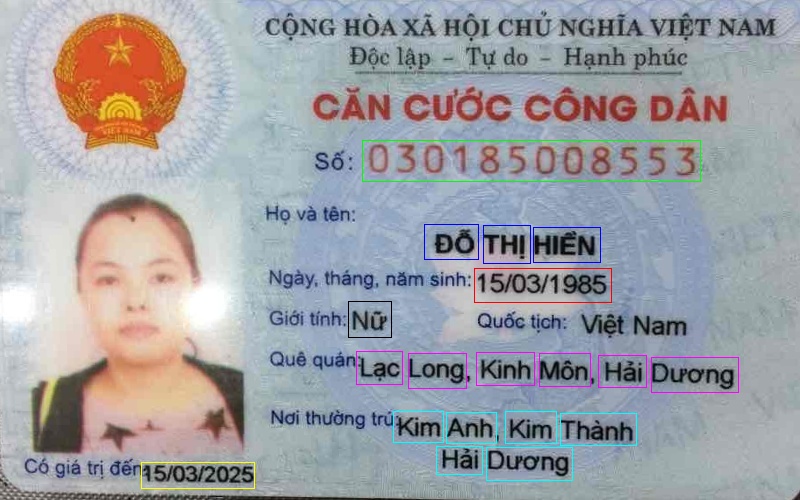 CỘNG HÒA XÃ HỘI CHỦ NGHĨA VIỆT NAM
Độc lập - Tự do - Hạnh phúc
CĂN CƯỚC CÔNG DÂN
Số: 030185008553
Họ và tên:
ĐỖ THỊ HIỀN
Ngày, tháng, năm sinh: 15/03/1985
Giới tính: Nữ Quốc tịch: Việt Nam
Quê quán: Lạc Long, Kinh Môn, Hải Dương
Nơi thường trú: Kim Anh, Kim Thành
Hải Dương
Có giá trị đến 15/03/2025